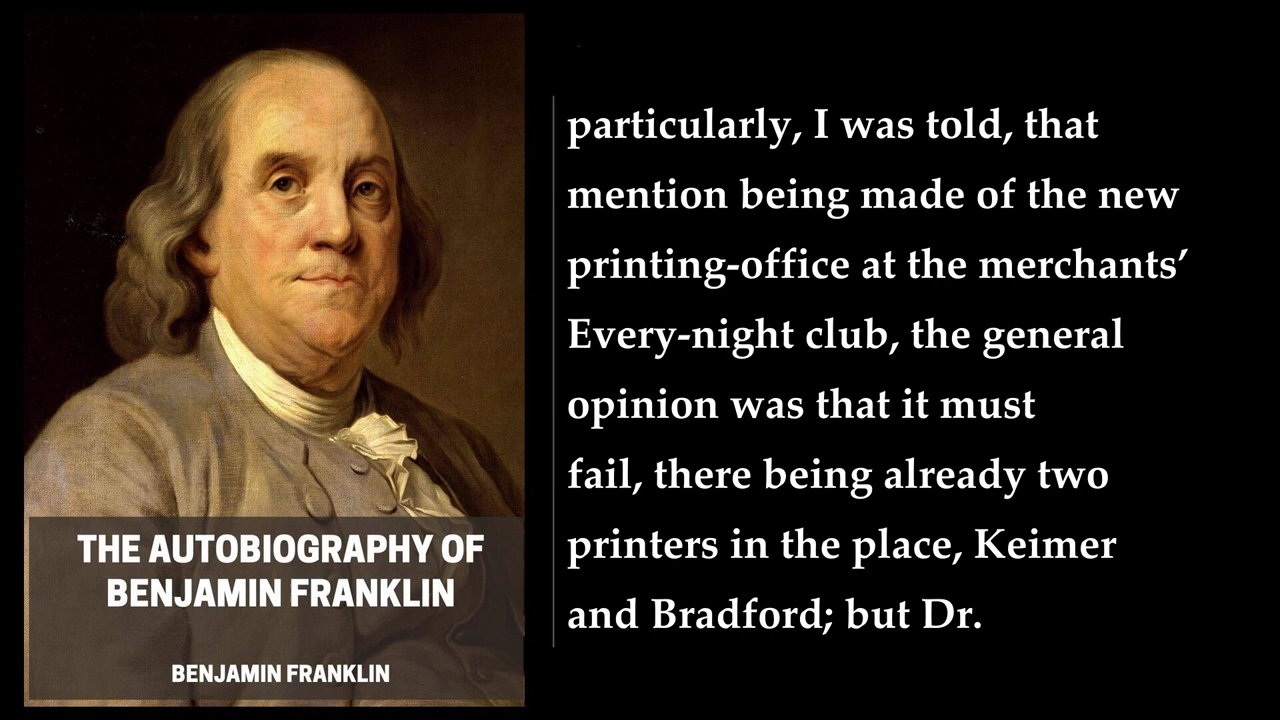 THE AUTOBIOGRAPHY OF
BENJAMIN FRANKLIN
BENJAMIN FRANKLIN
particularly, I was told, that
mention being made of the new
printing-office at the merchants’
Every-night club, the general
opinion was that it must
fail, there being already two
printers in the place, Keimer
and Bradford; but Dr.